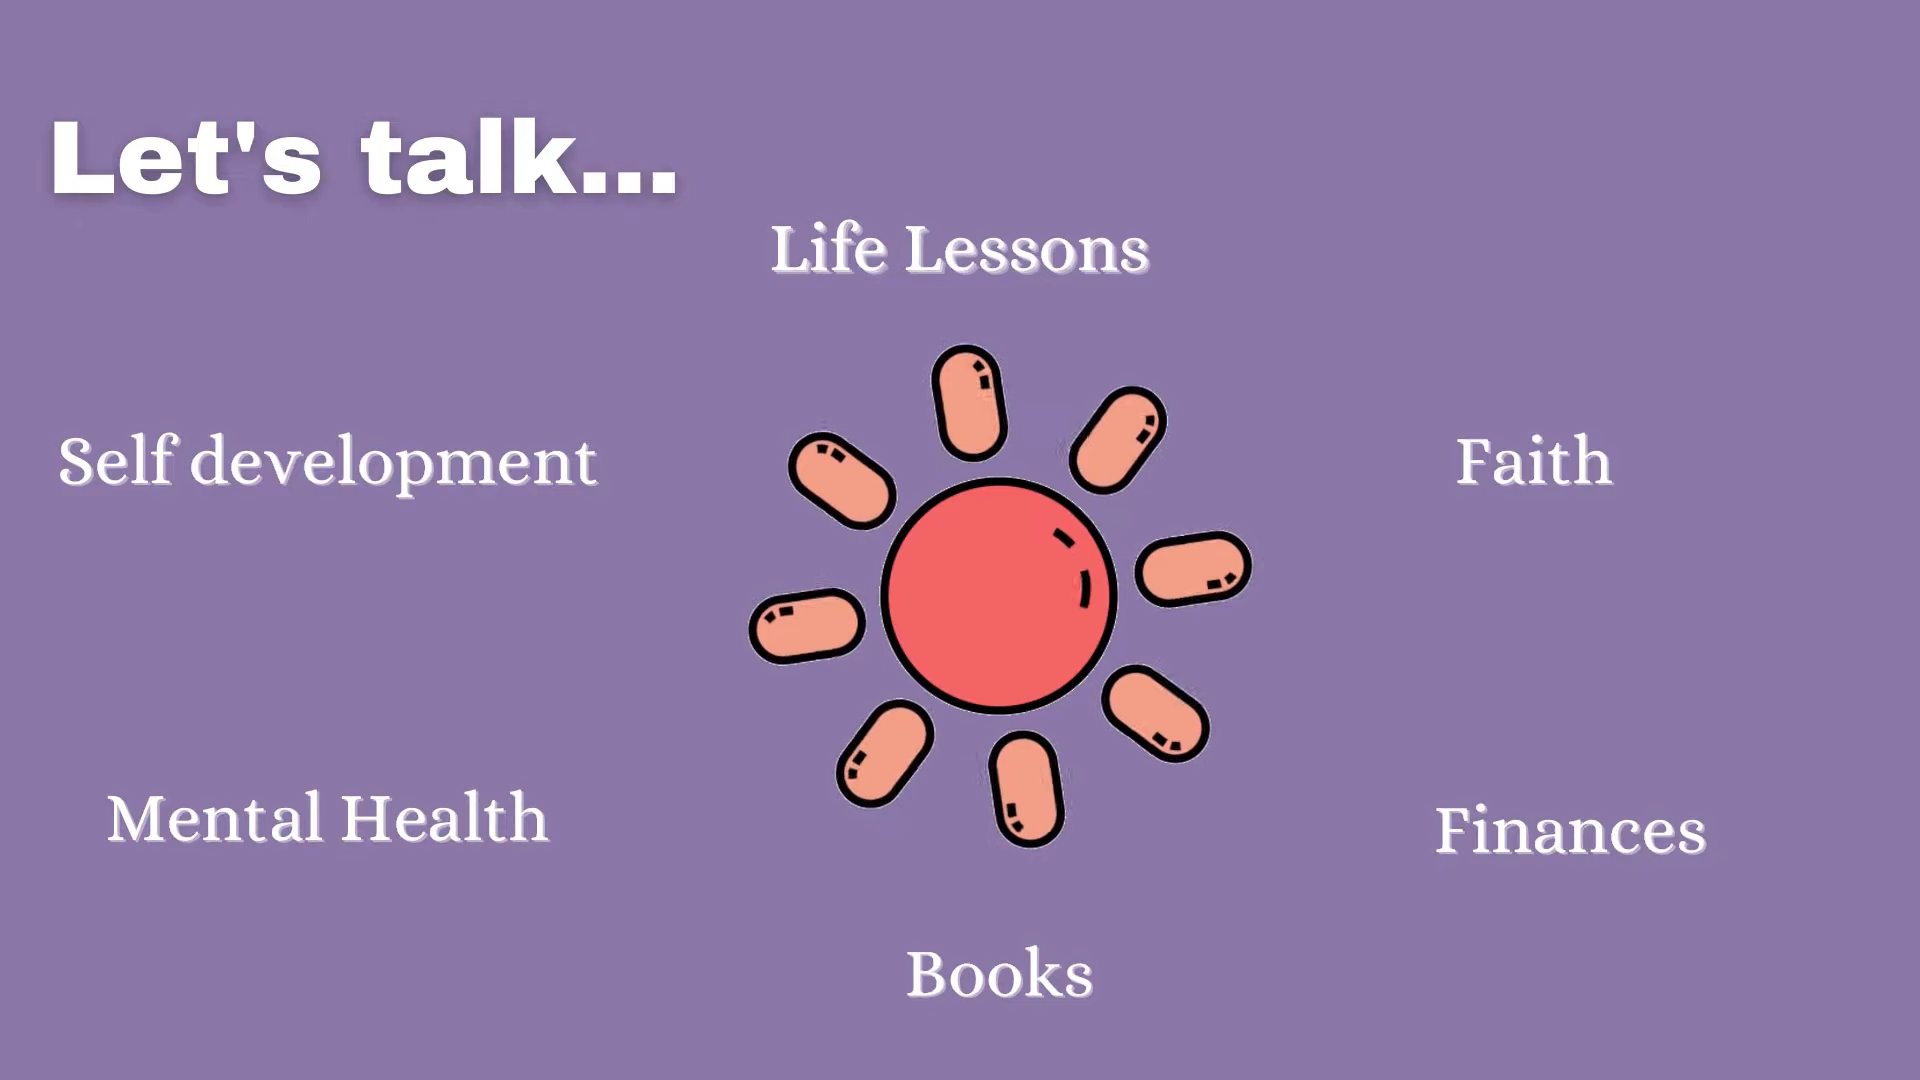 Let's talk...
Life Lessons
Self development
Faith
Mental Health
Finances
Books